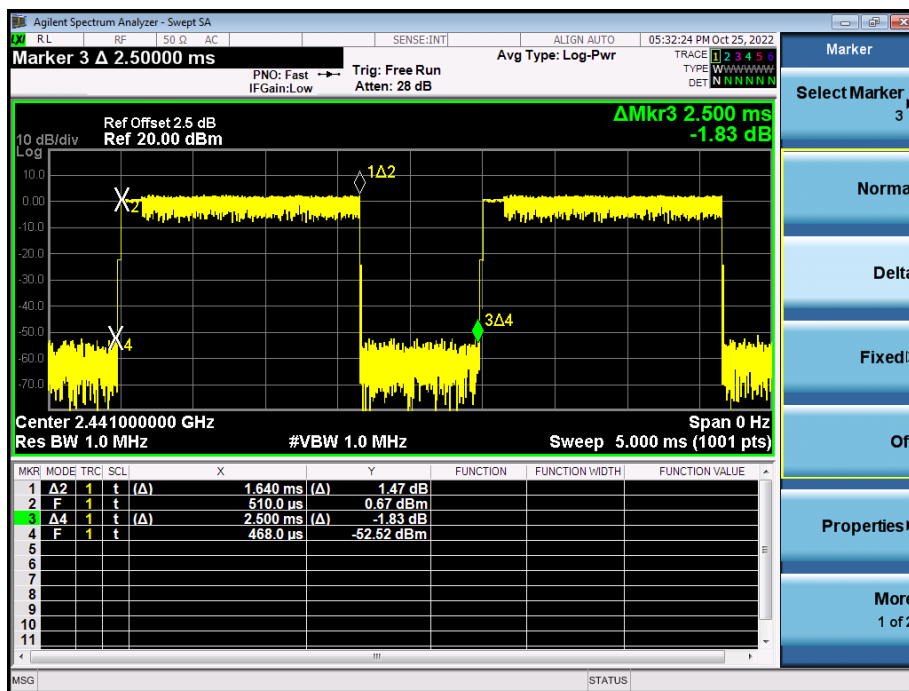 Agilent Spectrum Analyzer - Swept SA
LXI RL RF 50 Ω AC SENSE:INT ALIGN AUTO 05:32:24 PM Oct 25, 2022
Marker 3 Δ 2.50000 ms
PNO: Fast
IFGain:Low
Trig: Free Run
Atten: 28 dB
Avg Type: Log-Pwr
TRACE 1 2 3 4 5 6
TYPE WWWWWW
DET N N N N N N
ΔMkr3 2.500 ms
-1.83 dB
Ref Offset 2.5 dB
10 dB/div Ref 20.00 dBm
Log
10.0
0.00
-10.0
-20.0
-30.0
-40.0
-50.0
-60.0
-70.0
1Δ2
2
3Δ4
4
Center 2.441000000 GHz Span 0 Hz
Res BW 1.0 MHz #VBW 1.0 MHz Sweep 5.000 ms (1001 pts)
MKR MODE TRC SCL X Y FUNCTION FUNCTION WIDTH FUNCTION VALUE
1 Δ2 1 t (Δ) 1.640 ms (Δ) 1.47 dB
2 F 1 t 510.0 µs 0.67 dBm
3 Δ4 1 t (Δ) 2.500 ms (Δ) -1.83 dB
4 F 1 t 468.0 µs -52.52 dBm
5
6
7
8
9
10
11
MSG STATUS
Marker
Select Marker
3
Norma
Delta
Fixed
Of
Properties
More
1 of 2